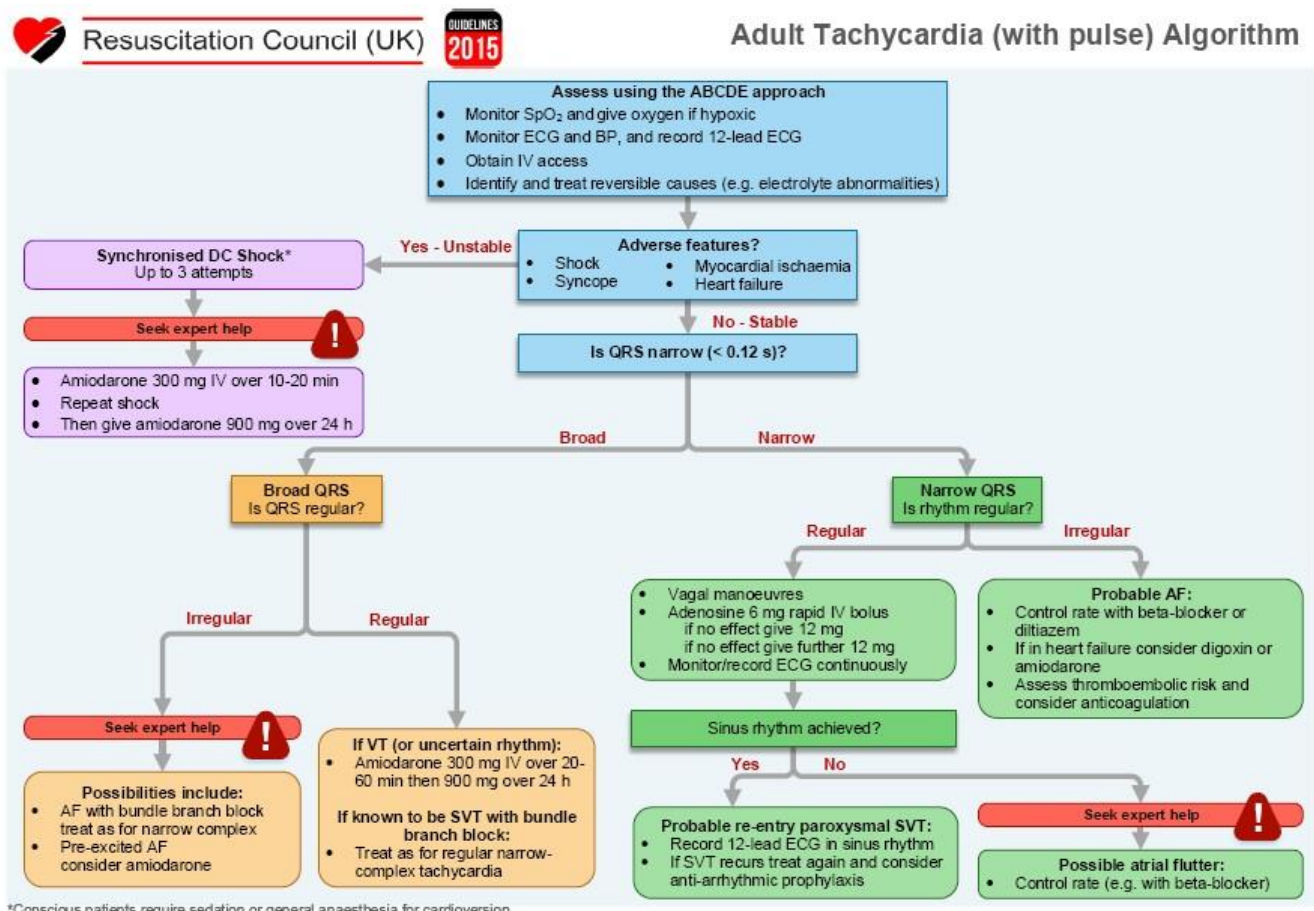 Resuscitation Council (UK)
GUIDELINES
2015
Adult Tachycardia (with pulse) Algorithm
Assess using the ABCDE approach
• Monitor SpO₂ and give oxygen if hypoxic
• Monitor ECG and BP, and record 12-lead ECG
• Obtain IV access
• Identify and treat reversible causes (e.g. electrolyte abnormalities)
Yes - Unstable
Adverse features?
• Shock
• Syncope
• Myocardial ischaemia
• Heart failure
Synchronised DC Shock*
Up to 3 attempts
Seek expert help
!
• Amiodarone 300 mg IV over 10-20 min
• Repeat shock
• Then give amiodarone 900 mg over 24 h
No - Stable
Is QRS narrow (< 0.12 s)?
Broad
Narrow
Broad QRS
Is QRS regular?
Irregular
Regular
Seek expert help
!
Possibilities include:
• AF with bundle branch block
treat as for narrow complex
• Pre-excited AF
consider amiodarone
If VT (or uncertain rhythm):
• Amiodarone 300 mg IV over 20-
60 min then 900 mg over 24 h
If known to be SVT with bundle
branch block:
• Treat as for regular narrow-
complex tachycardia
Narrow QRS
Is rhythm regular?
Regular
Irregular
• Vagal manoeuvres
• Adenosine 6 mg rapid IV bolus
if no effect give 12 mg
if no effect give further 12 mg
• Monitor/record ECG continuously
Probable AF:
• Control rate with beta-blocker or
diltiazem
• If in heart failure consider digoxin or
amiodarone
• Assess thromboembolic risk and
consider anticoagulation
Sinus rhythm achieved?
Yes
No
Probable re-entry paroxysmal SVT:
• Record 12-lead ECG in sinus rhythm
• If SVT recurs treat again and consider
anti-arrhythmic prophylaxis
Seek expert help
!
Possible atrial flutter:
• Control rate (e.g. with beta-blocker)
*Conscious patients require sedation or general anaesthesia for cardioversion